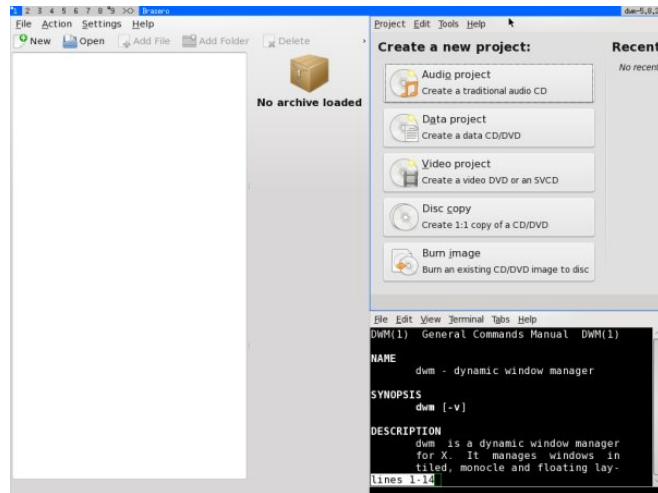 1 2 3 4 5 6 7 8 9 >O> Brasero
File Action Settings Help
New Open Add File Add Folder Delete
No archive loaded
Project Edit Tools Help
Create a new project:
Audio project
Create a traditional audio CD
Data project
Create a data CD/DVD
Video project
Create a video DVD or an SVCD
Disc copy
Create 1:1 copy of a CD/DVD
Burn image
Burn an existing CD/DVD image to disc
Recent
No recent
File Edit View Terminal Tabs Help
DWM(1) General Commands Manual DWM(1)
NAME
dwm - dynamic window manager
SYNOPSIS
dwm [-v]
DESCRIPTION
dwm is a dynamic window manager
for X. It manages windows in
tiled, monocle and floating lay-
lines 1-14